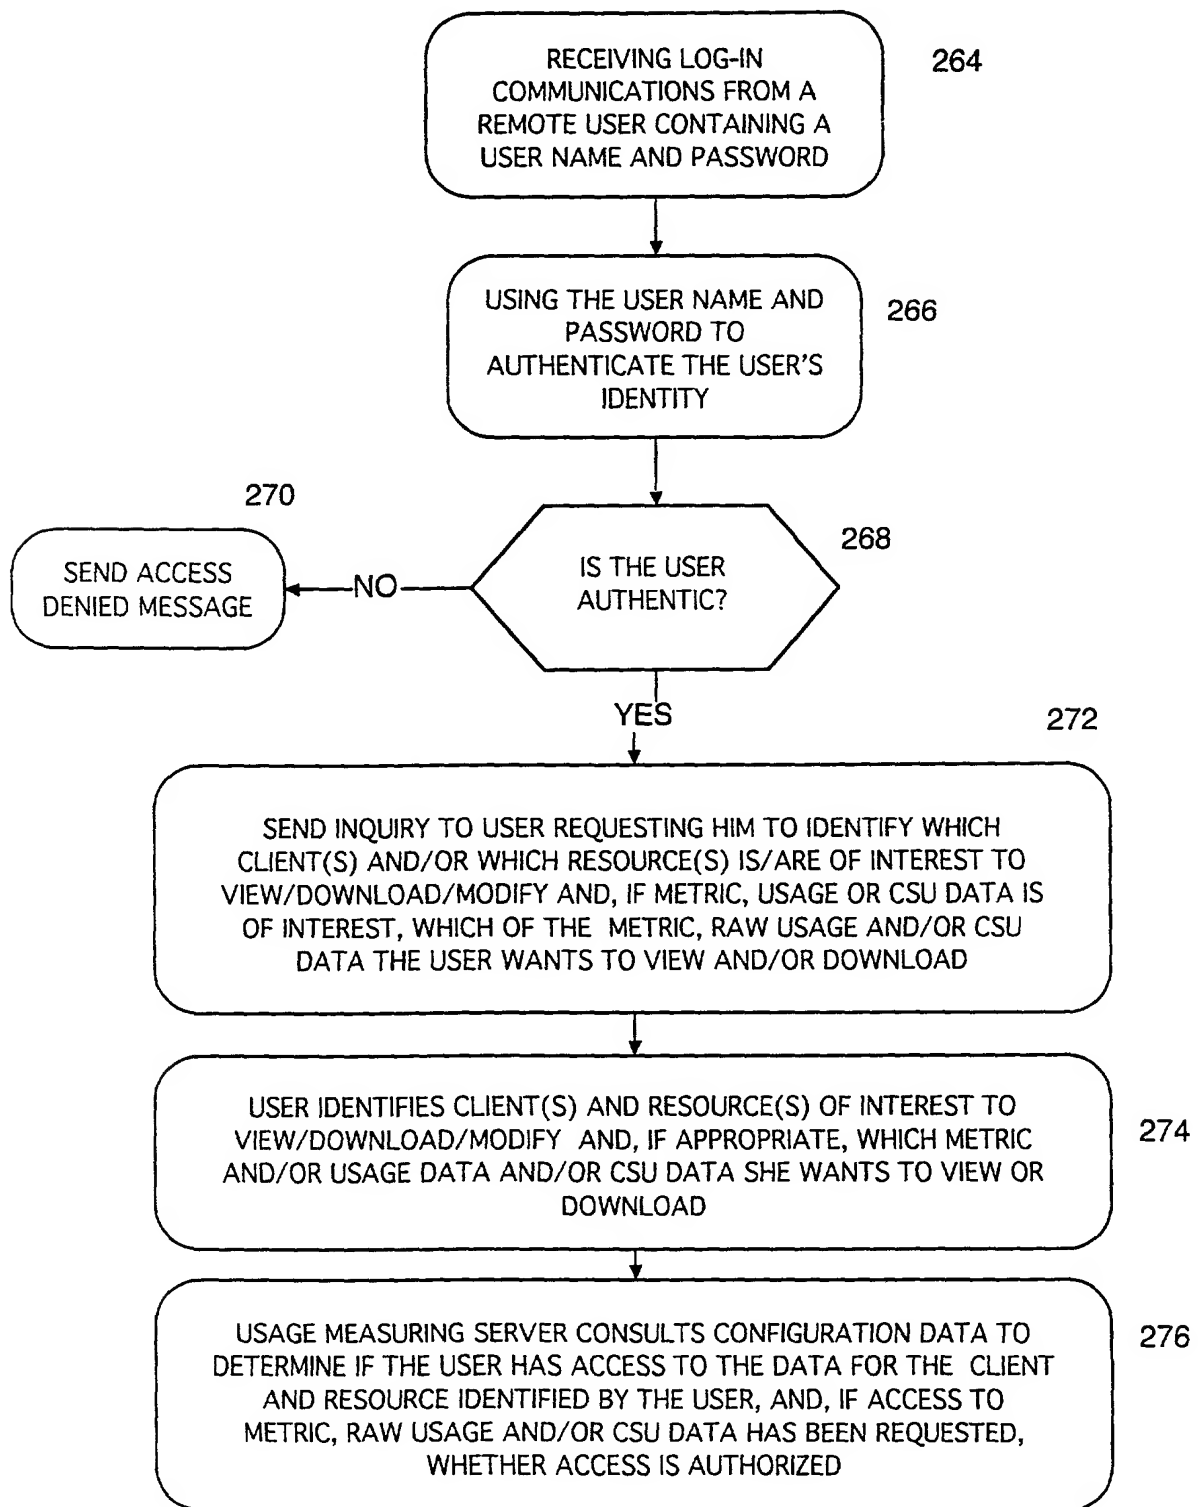 RECEIVING LOG-IN
COMMUNICATIONS FROM A
REMOTE USER CONTAINING A
USER NAME AND PASSWORD
264
USING THE USER NAME AND
PASSWORD TO
AUTHENTICATE THE USER'S
IDENTITY
266
270
SEND ACCESS
DENIED MESSAGE
NO
IS THE USER
AUTHENTIC?
268
YES
272
SEND INQUIRY TO USER REQUESTING HIM TO IDENTIFY WHICH
CLIENT(S) AND/OR WHICH RESOURCE(S) IS/ARE OF INTEREST TO
VIEW/DOWNLOAD/MODIFY AND, IF METRIC, USAGE OR CSU DATA IS
OF INTEREST, WHICH OF THE METRIC, RAW USAGE AND/OR CSU
DATA THE USER WANTS TO VIEW AND/OR DOWNLOAD
USER IDENTIFIES CLIENT(S) AND RESOURCE(S) OF INTEREST TO
VIEW/DOWNLOAD/MODIFY AND, IF APPROPRIATE, WHICH METRIC
AND/OR USAGE DATA AND/OR CSU DATA SHE WANTS TO VIEW OR
DOWNLOAD
274
USAGE MEASURING SERVER CONSULTS CONFIGURATION DATA TO
DETERMINE IF THE USER HAS ACCESS TO THE DATA FOR THE CLIENT
AND RESOURCE IDENTIFIED BY THE USER, AND, IF ACCESS TO
METRIC, RAW USAGE AND/OR CSU DATA HAS BEEN REQUESTED,
WHETHER ACCESS IS AUTHORIZED
276